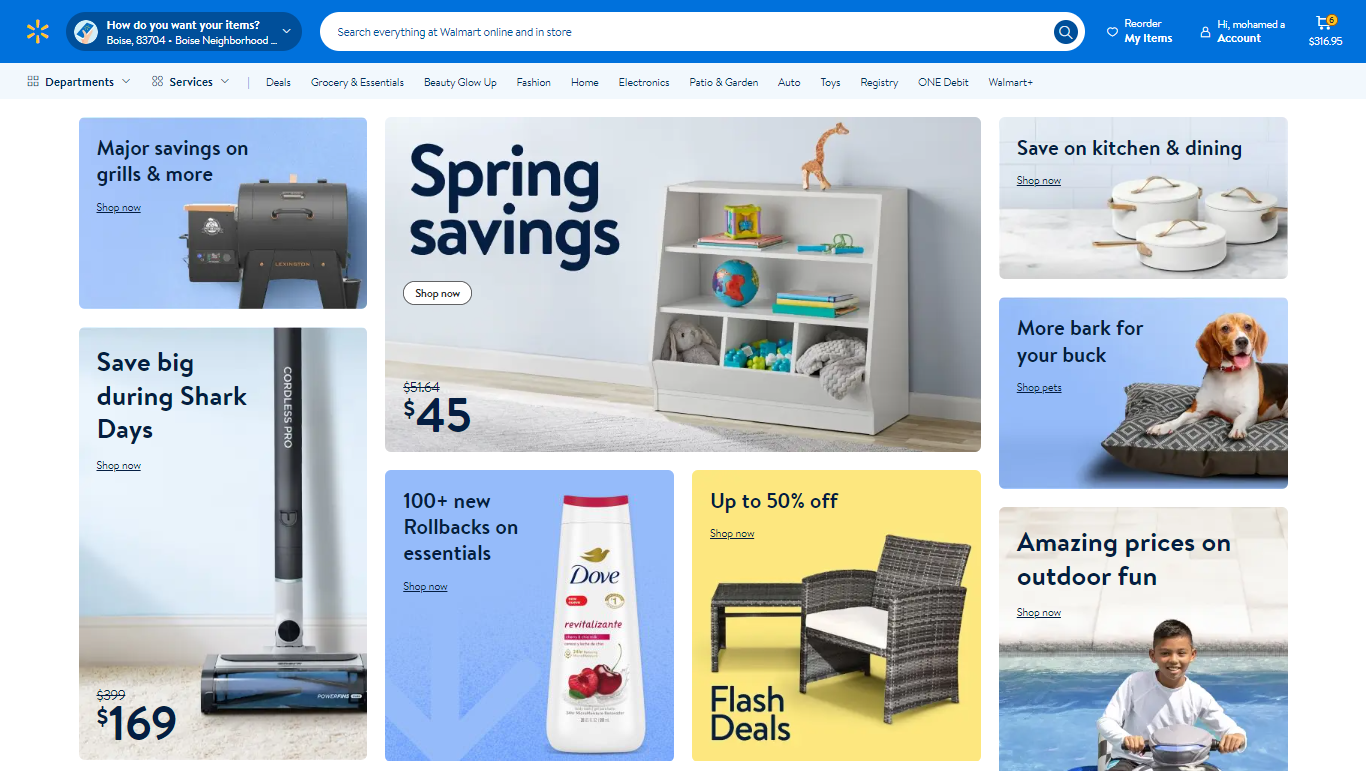 How do you want your items?
Boise, 83704 • Boise Neighborhood ...
Search everything at Walmart online and in store
Reorder
My Items
Hi, mohamed a
Account
6
$316.95
Departments
Services
Deals
Grocery & Essentials
Beauty Glow Up
Fashion
Home
Electronics
Patio & Garden
Auto
Toys
Registry
ONE Debit
Walmart+
Major savings on
grills & more
Shop now
LEXINGTON
Save big
during Shark
Days
Shop now
CORDLESS PRO
POWERFINS
$399
$169
Spring
savings
Shop now
$51.64
$45
100+ new
Rollbacks on
essentials
Shop now
Dove
revitalizante
Up to 50% off
Shop now
Flash
Deals
Save on kitchen & dining
Shop now
More bark for
your buck
Shop pets
Amazing prices on
outdoor fun
Shop now